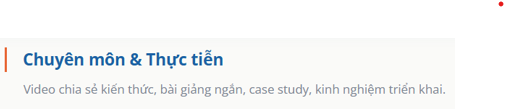 Chuyên môn & Thực tiễn
Video chia sẻ kiến thức, bài giảng ngắn, case study, kinh nghiệm triển khai.